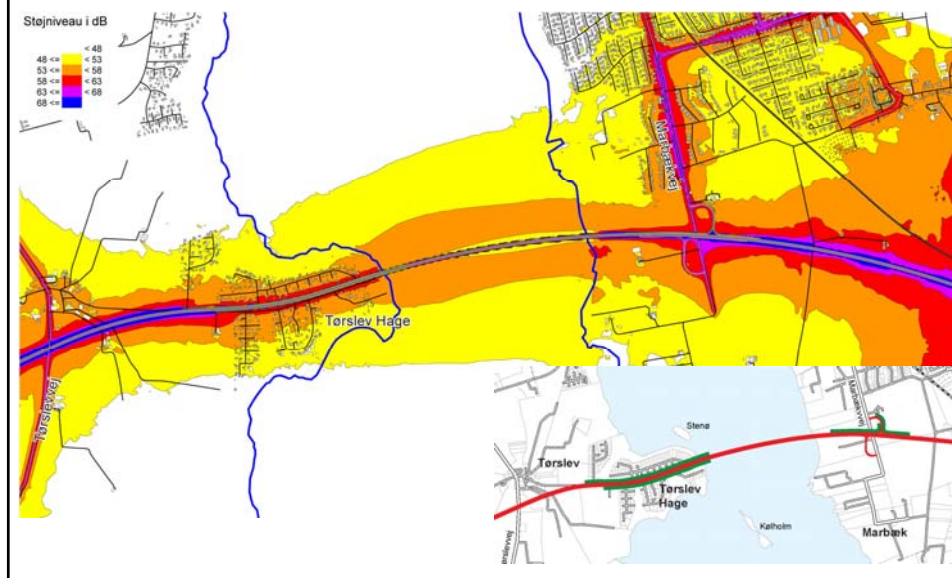 Støjniveau i dB
< 48
48 <= < 53
53 <= < 58
58 <= < 63
63 <= < 68
68 <=
Marbækvej
Tørslev Hage
Tørslevvej
Stenø
Marbækvej
Tørslev
Tørslev
Hage
Kølholm
Marbæk